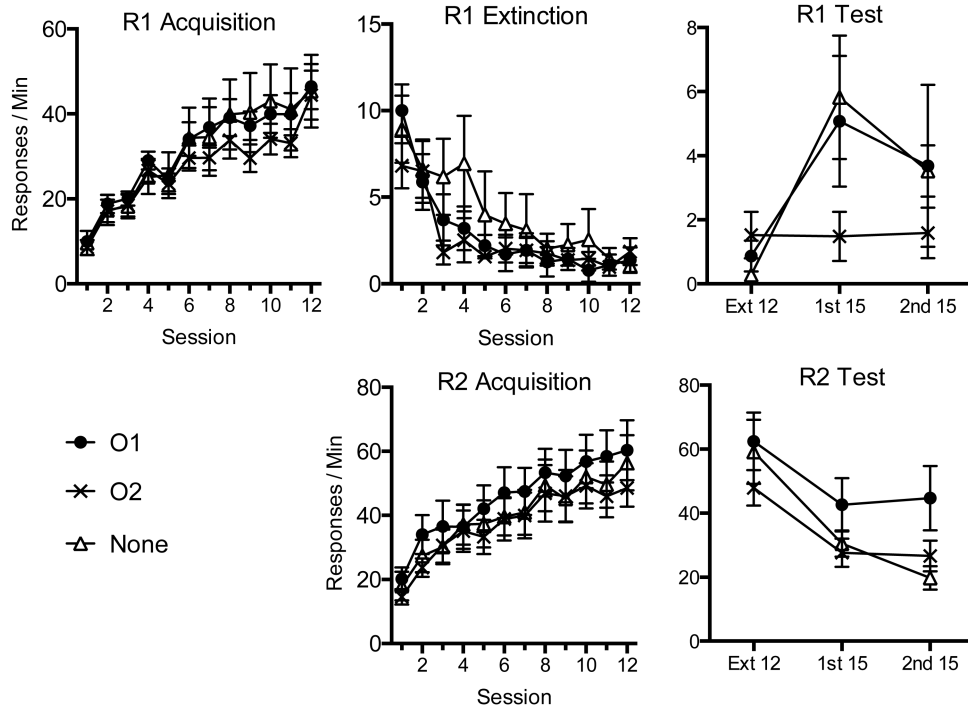 R1 Acquisition
60
40
20
0
Responses / Min
2 4 6 8 10 12
Session
R1 Extinction
15
10
5
0
2 4 6 8 10 12
Session
R1 Test
8
6
4
2
0
Ext 12 1st 15 2nd 15
O1
O2
None
R2 Acquisition
80
60
40
20
0
Responses / Min
2 4 6 8 10 12
Session
R2 Test
80
60
40
20
0
Ext 12 1st 15 2nd 15